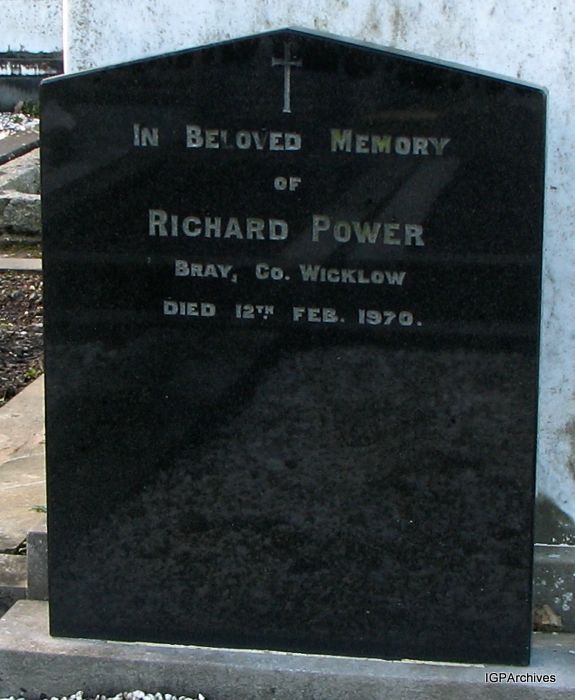 In Beloved Memory
of
Richard Power
Bray, Co. Wicklow
Died 12th Feb. 1970.
IGPArchives